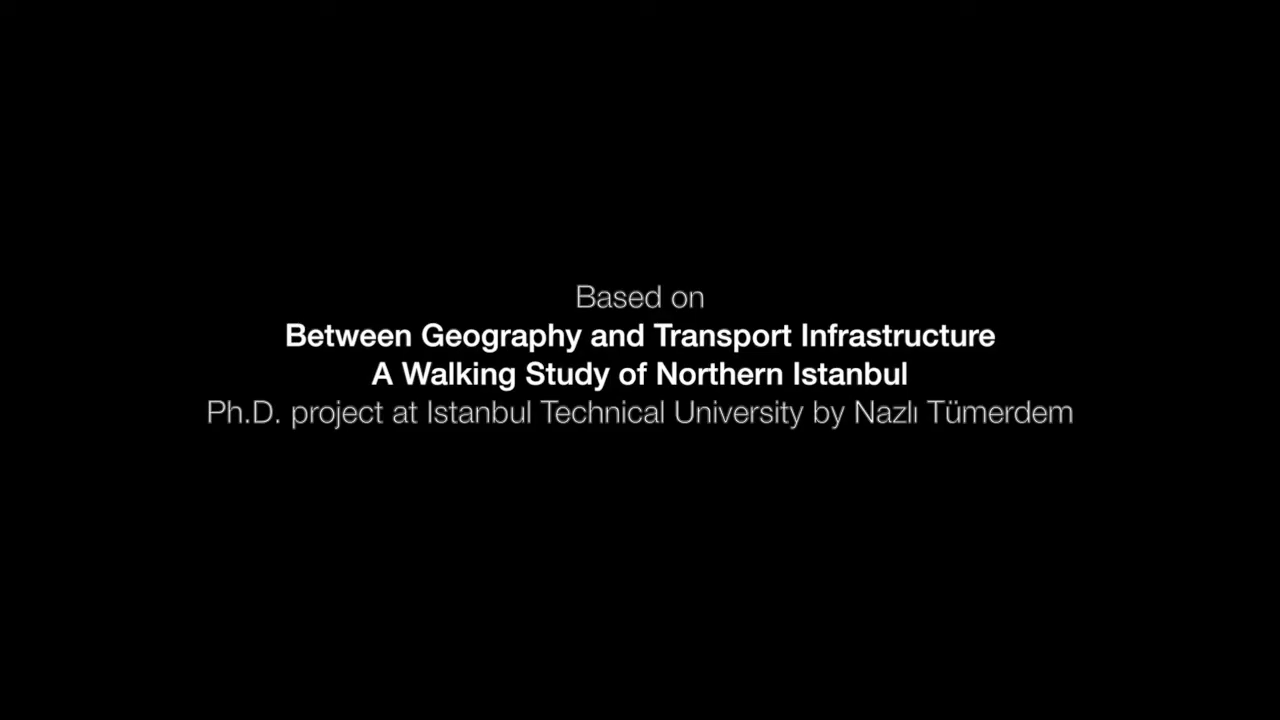 Based on
Between Geography and Transport Infrastructure
A Walking Study of Northern Istanbul
Ph.D. project at Istanbul Technical University by Nazlı Tümerdem